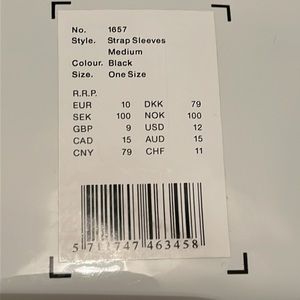 No. 1657
Style. Strap Sleeves
Medium
Colour. Black
Size. One Size
R.R.P.
EUR 10 DKK 79
SEK 100 NOK 100
GBP 9 USD 12
CAD 15 AUD 15
CNY 79 CHF 11
5 712747 463458